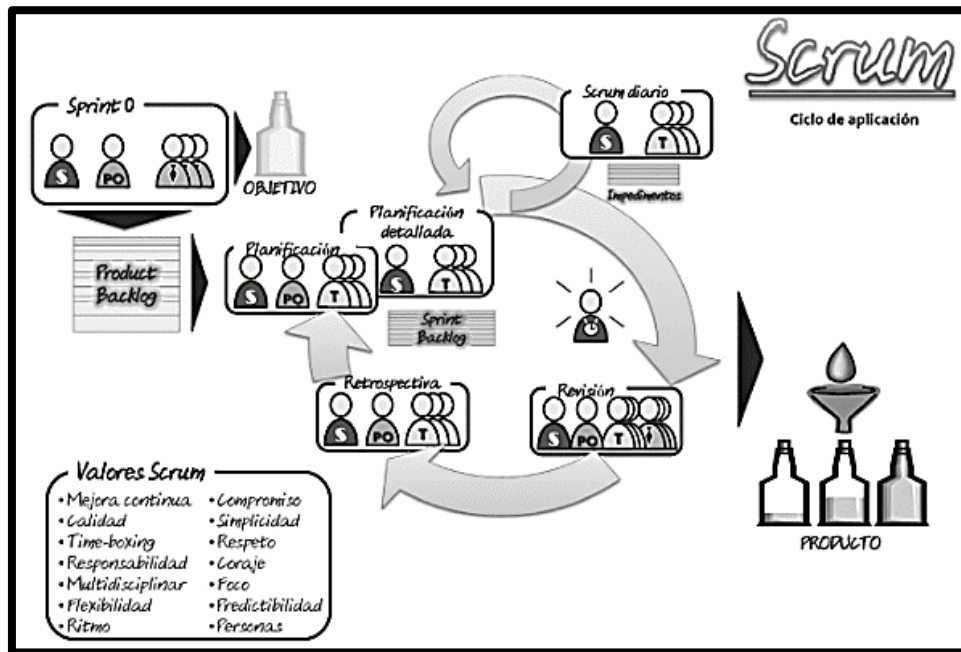 Scrum
Ciclo de aplicación
Sprint 0
S
PO
OBJETIVO
Product
Backlog
Scrum diario
S
T
Impedimentos
Planificación
S
PO
T
Planificación
detallada
S
T
Sprint
Backlog
Retrospectiva
S
PO
T
Revisión
S
PO
T
PRODUCTO
Valores Scrum
• Mejora continua
• Calidad
• Time-boxing
• Responsabilidad
• Multidisciplinar
• Flexibilidad
• Ritmo
• Compromiso
• Simplicidad
• Respeto
• Coraje
• Foco
• Predictibilidad
• Personas